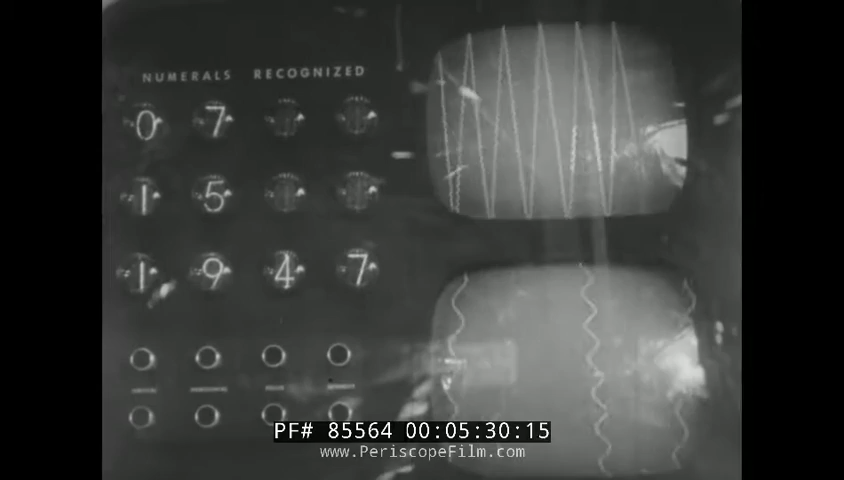 NUMERALS RECOGNIZED
0 7
1 5
1 9 4 7
PF# 85564 00:05:30:15
www.PeriscopeFilm.com